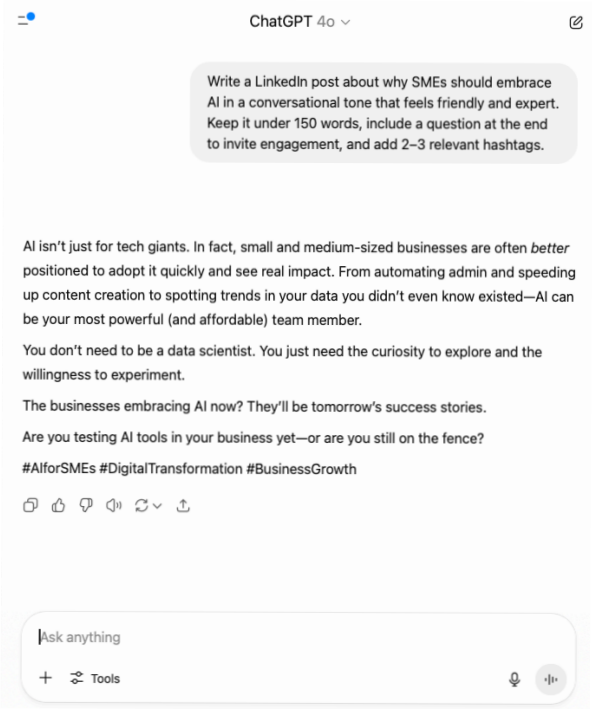 ChatGPT 4o
Write a LinkedIn post about why SMEs should embrace
AI in a conversational tone that feels friendly and expert.
Keep it under 150 words, include a question at the end
to invite engagement, and add 2–3 relevant hashtags.
AI isn’t just for tech giants. In fact, small and medium-sized businesses are often better
positioned to adopt it quickly and see real impact. From automating admin and speeding
up content creation to spotting trends in your data you didn’t even know existed—AI can
be your most powerful (and affordable) team member.
You don’t need to be a data scientist. You just need the curiosity to explore and the
willingness to experiment.
The businesses embracing AI now? They’ll be tomorrow’s success stories.
Are you testing AI tools in your business yet—or are you still on the fence?
#AIforSMEs #DigitalTransformation #BusinessGrowth
Ask anything
Tools